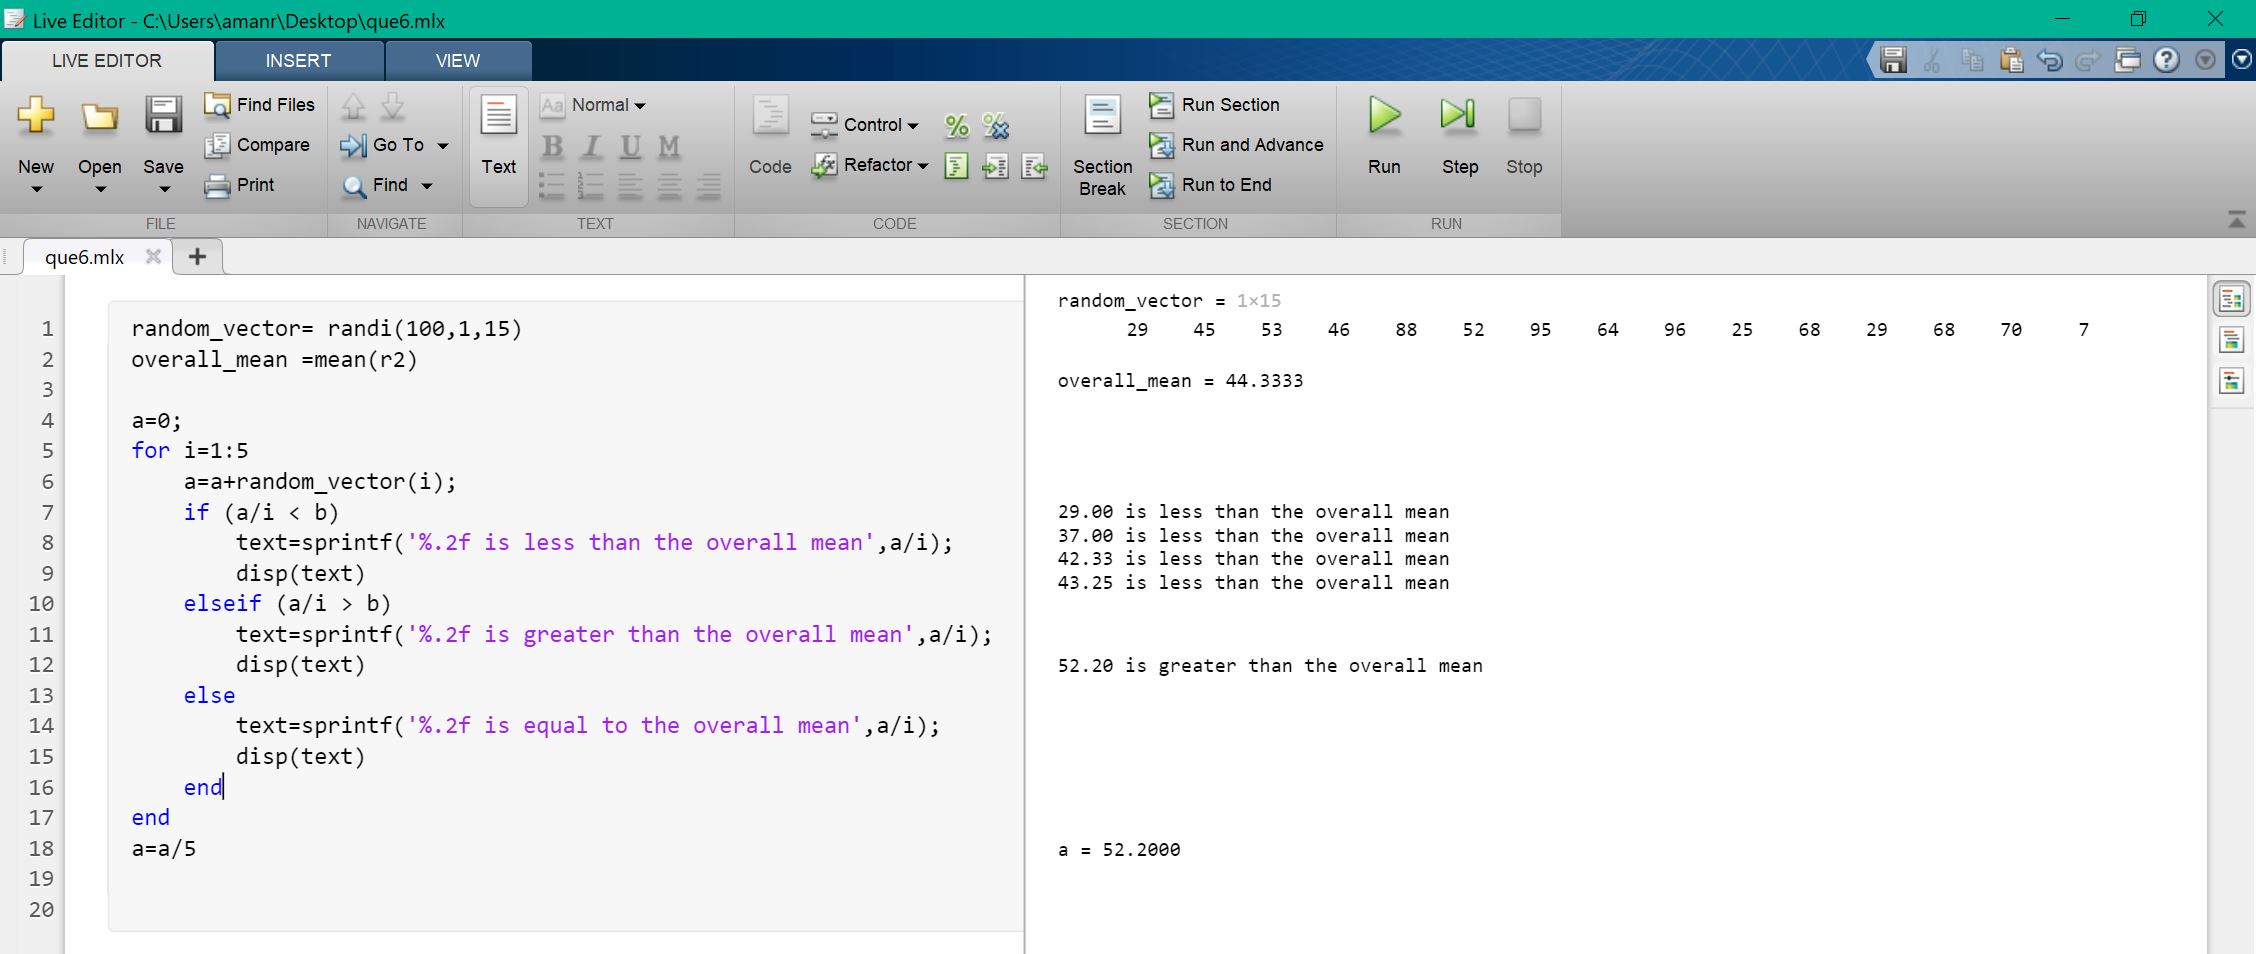 Live Editor - C:\Users\amanr\Desktop\que6.mlx
LIVE EDITOR INSERT VIEW
New
Open
Save
Find Files
Compare
Print
FILE
Go To
Find
NAVIGATE
Text
Aa Normal
B I U M
TEXT
Code
Control
Refactor
CODE
Section
Break
Run Section
Run and Advance
Run to End
SECTION
Run
Step
Stop
RUN
que6.mlx
1 random_vector= randi(100,1,15)
2 overall_mean =mean(r2)
3
4 a=0;
5 for i=1:5
6 a=a+random_vector(i);
7 if (a/i < b)
8 text=sprintf('%.2f is less than the overall mean',a/i);
9 disp(text)
10 elseif (a/i > b)
11 text=sprintf('%.2f is greater than the overall mean',a/i);
12 disp(text)
13 else
14 text=sprintf('%.2f is equal to the overall mean',a/i);
15 disp(text)
16 end
17 end
18 a=a/5
19
20
random_vector = 1×15
29 45 53 46 88 52 95 64 96 25 68 29 68 70 7
overall_mean = 44.3333
29.00 is less than the overall mean
37.00 is less than the overall mean
42.33 is less than the overall mean
43.25 is less than the overall mean
52.20 is greater than the overall mean
a = 52.2000